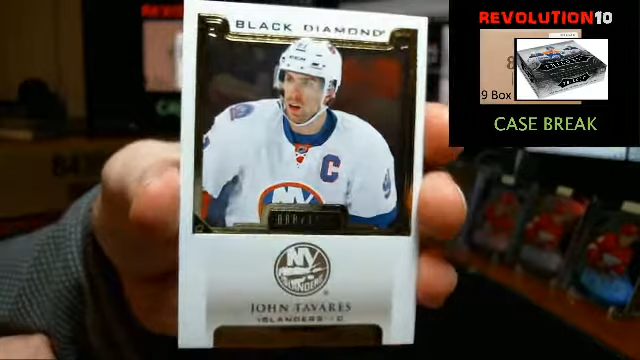 BLACK DIAMOND
C
NY
ISLANDERS
JOHN TAVARES
ISLANDERS · C
REVOLUTION10
9 Box
CASE BREAK